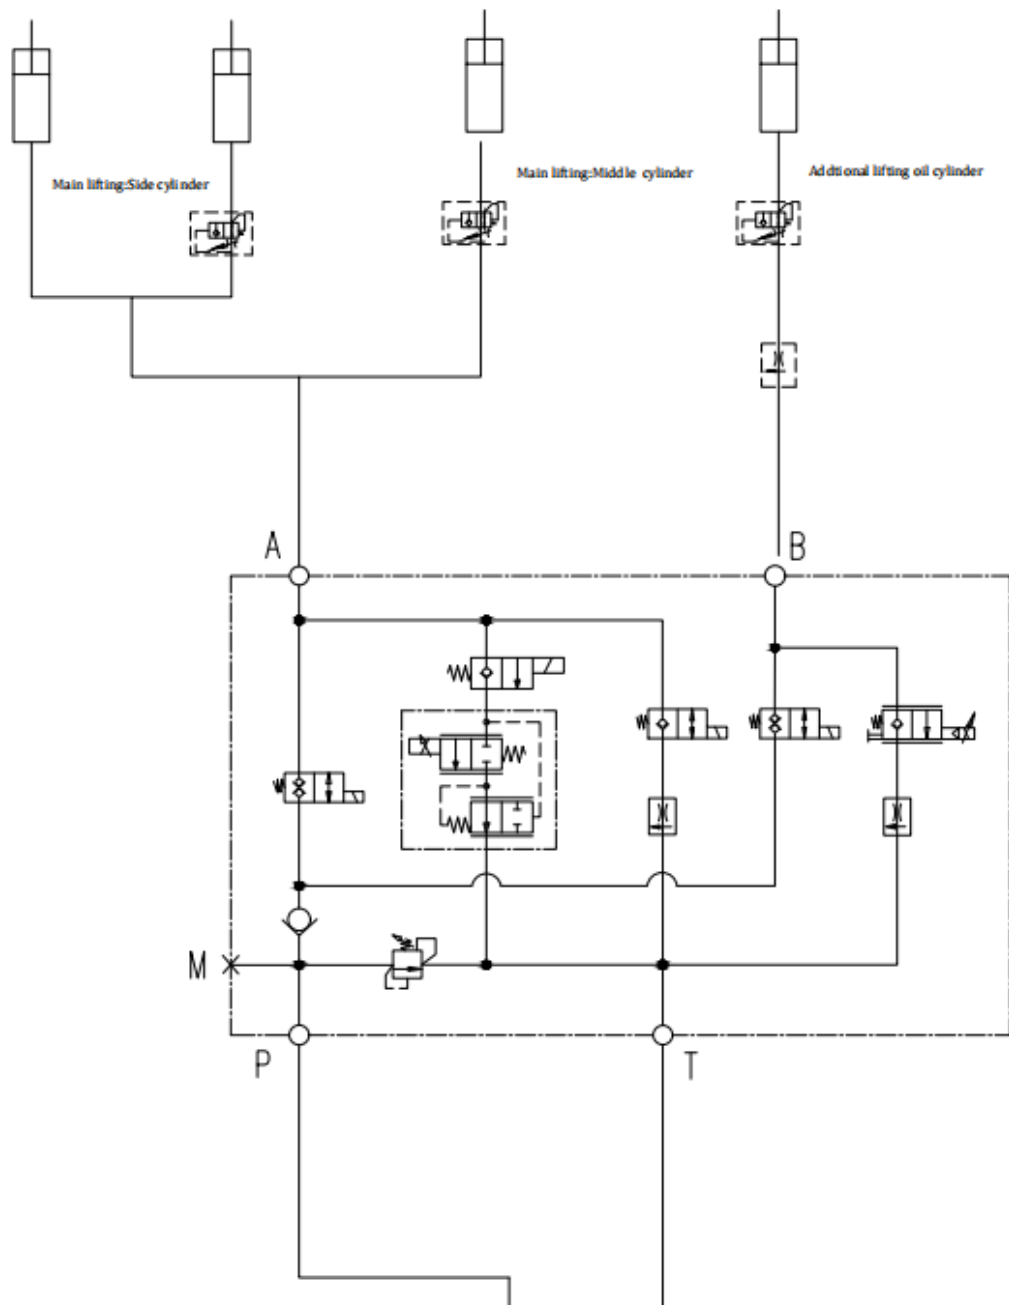 Main lifting:Side cylinder
Main lifting:Middle cylinder
Addtional lifting oil cylinder
A
B
M
P
T